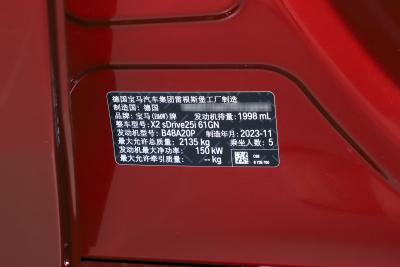 德国宝马汽车集团雷根斯堡工厂制造
制造国：德国
品牌：宝马(BMW)牌 发动机排量：1998 mL
整车型号：X2 sDrive25i 61GN
发动机型号：B48A20P 制造年月：2023-11
最大允许总质量：2135 kg 乘坐人数：5
发动机最大净功率：150 kW
最大允许牵引质量：-- kg